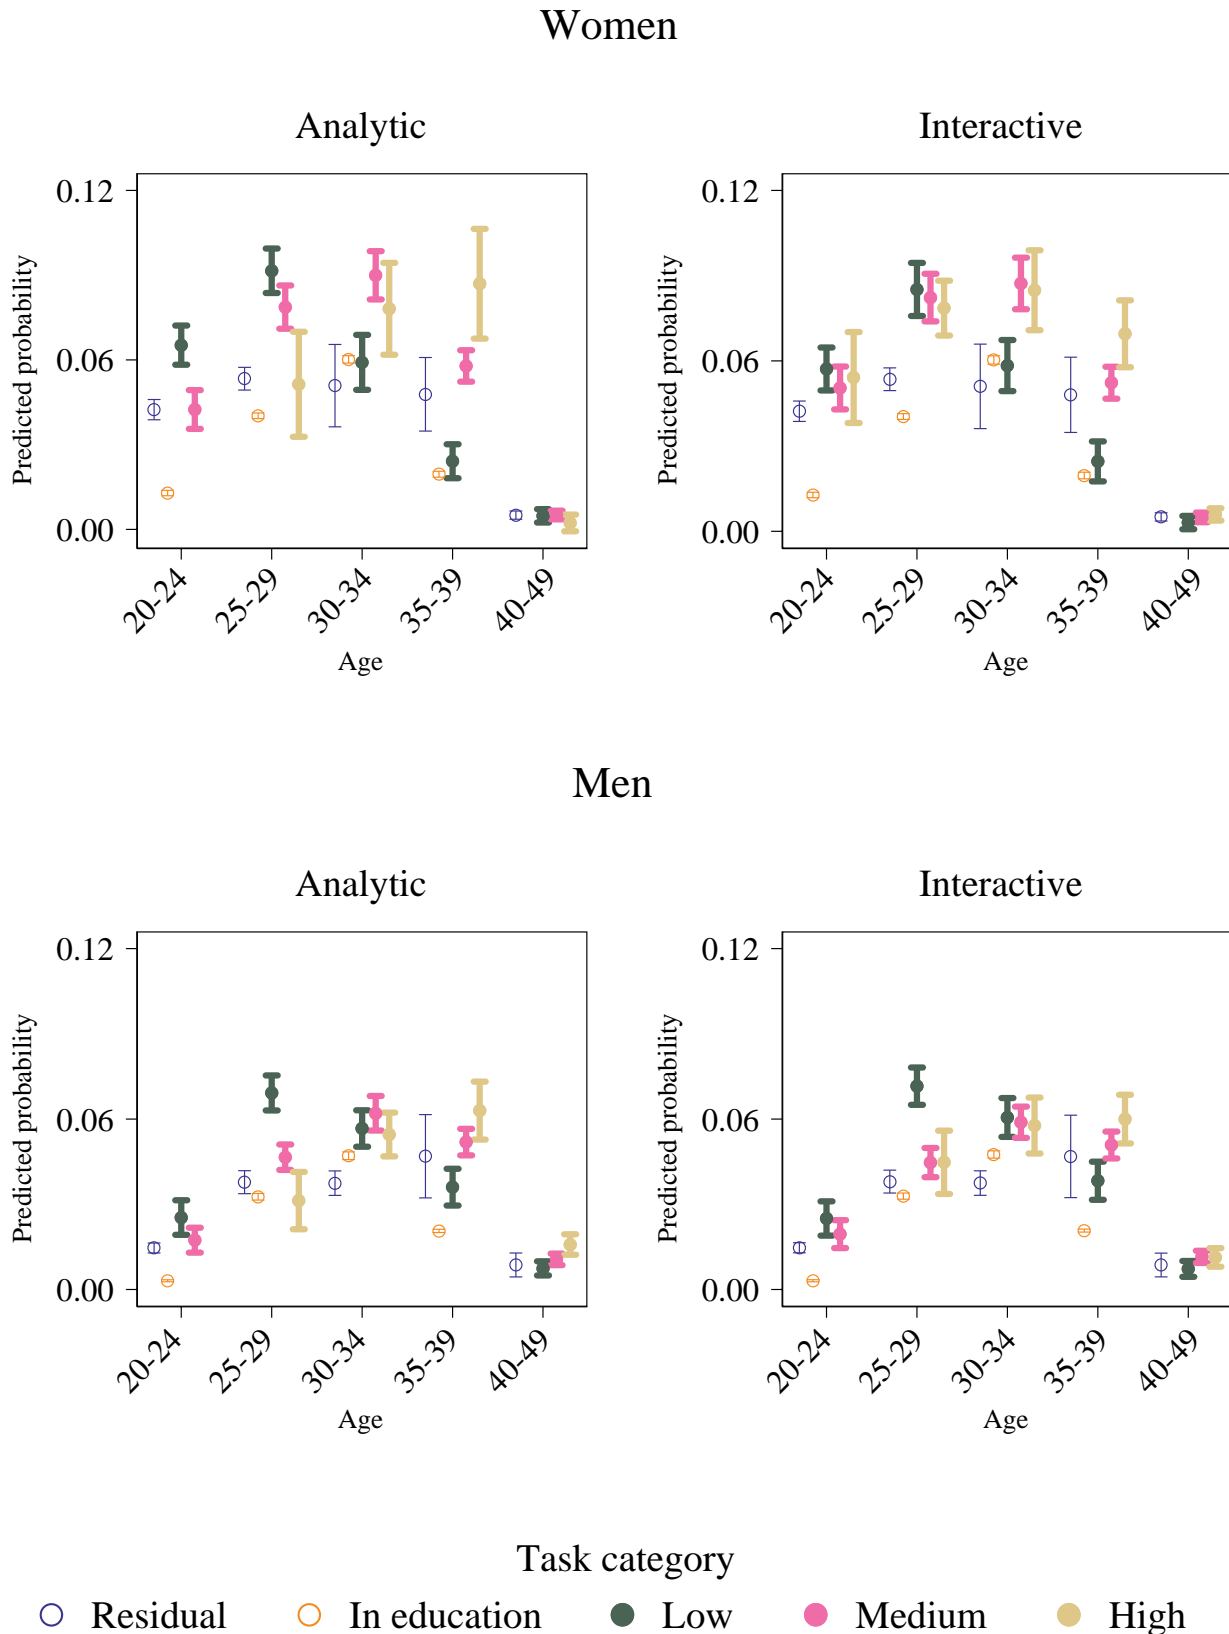 Women
Analytic
Interactive
Predicted probability
0.12
0.06
0.00
20-24
25-29
30-34
35-39
40-49
Age
Predicted probability
0.12
0.06
0.00
20-24
25-29
30-34
35-39
40-49
Age
Men
Analytic
Interactive
Predicted probability
0.12
0.06
0.00
20-24
25-29
30-34
35-39
40-49
Age
Predicted probability
0.12
0.06
0.00
20-24
25-29
30-34
35-39
40-49
Age
Task category
Residual In education Low Medium High